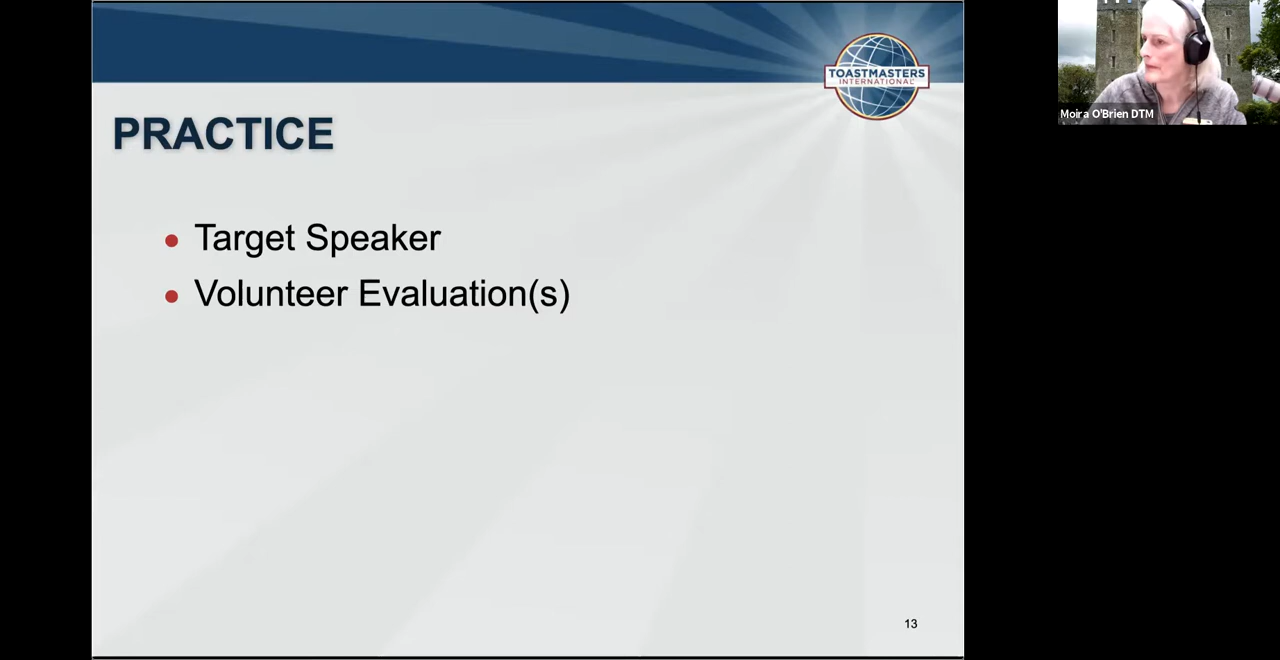 TOASTMASTERS
INTERNATIONAL
PRACTICE
Target Speaker
Volunteer Evaluation(s)
13
Moira O'Brien DTM